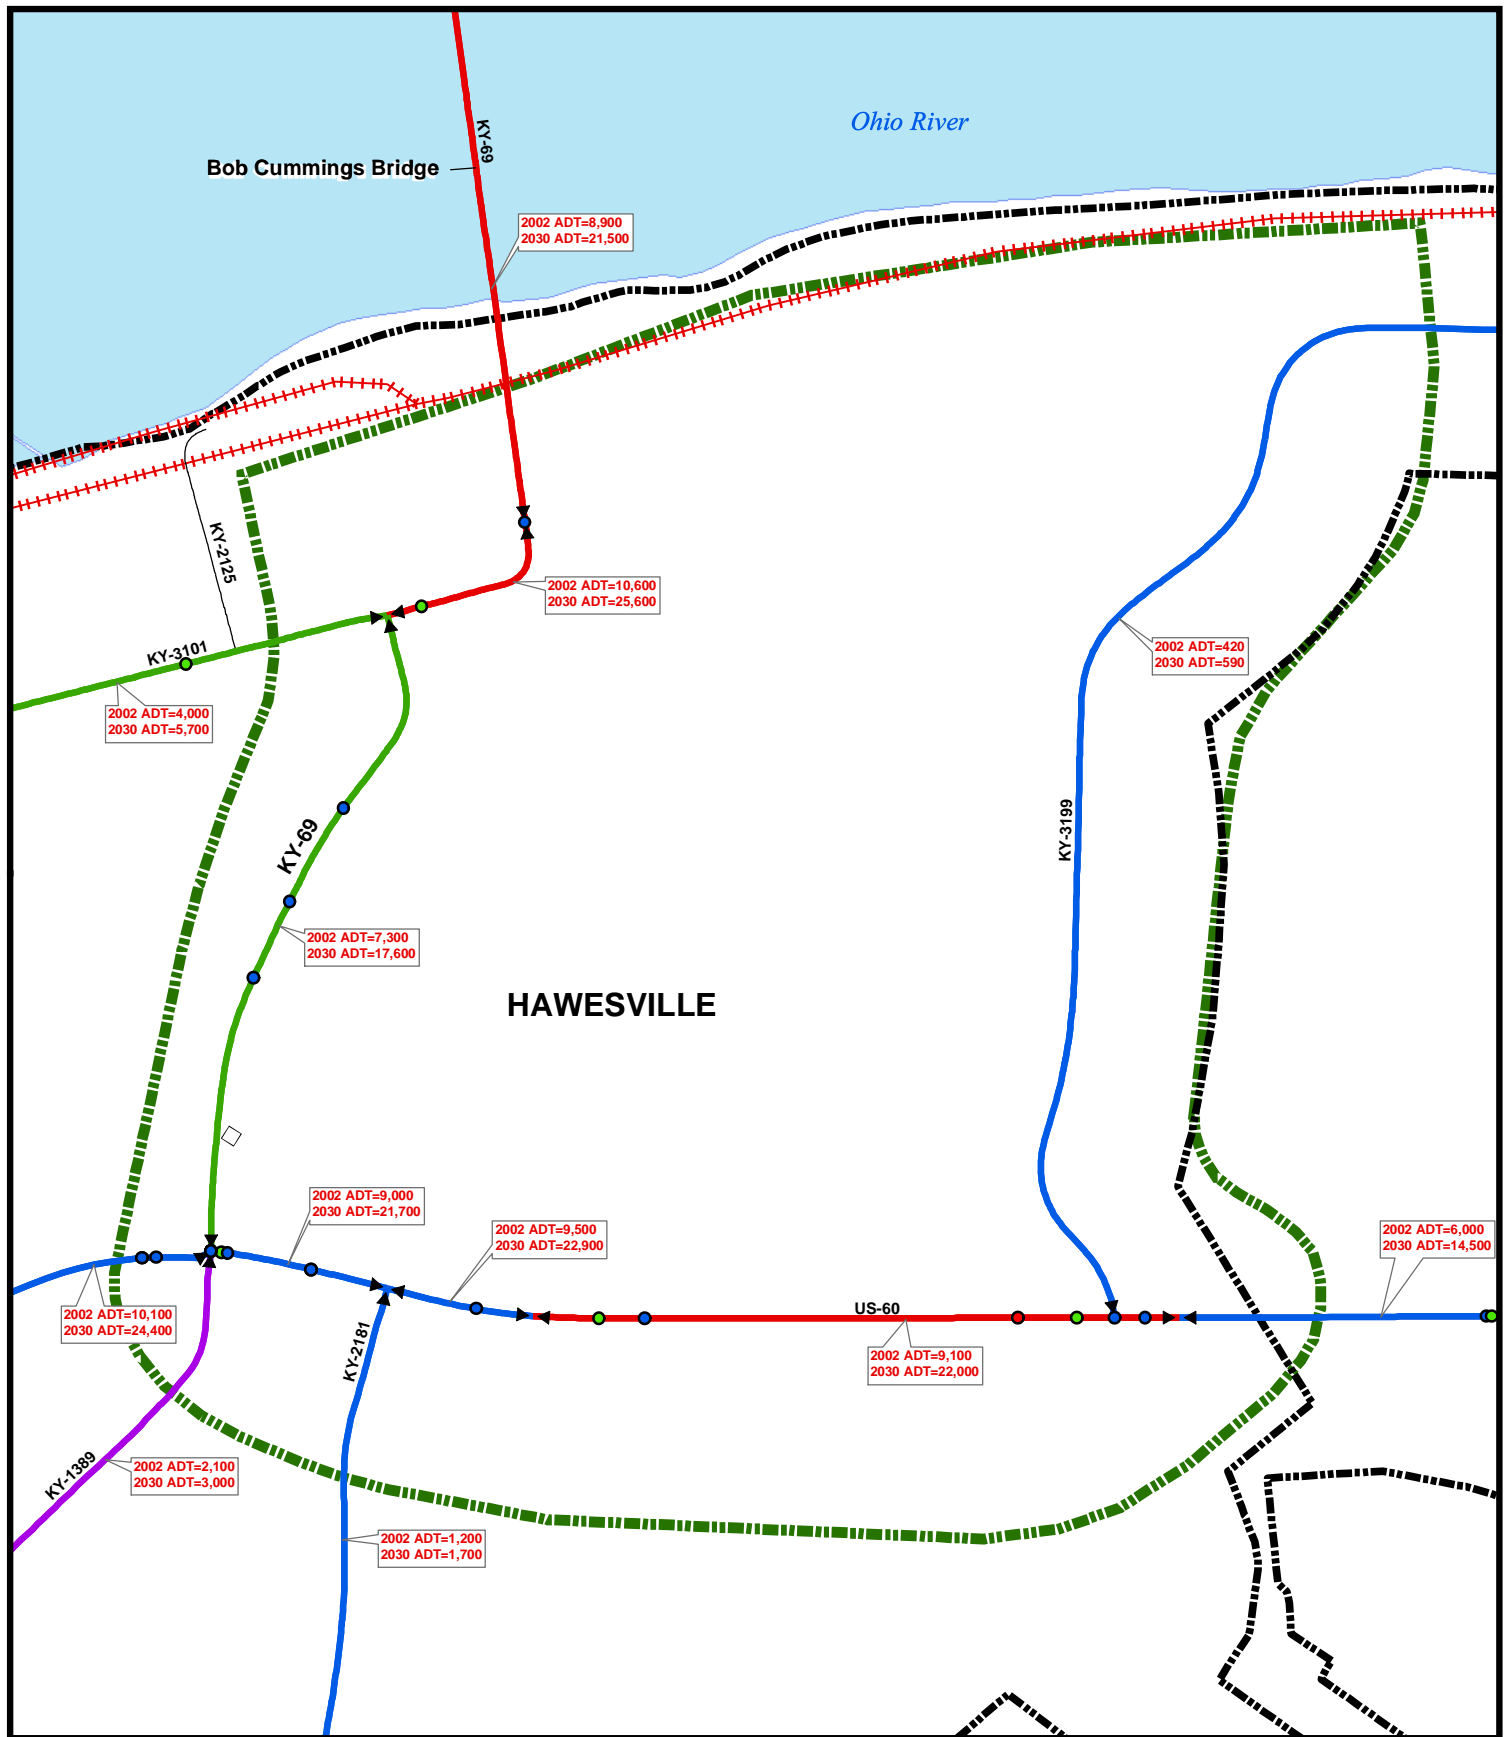 Ohio River
KY-69
Bob Cummings Bridge
2002 ADT=8,900
2030 ADT=21,500
KY-2125
2002 ADT=10,600
2030 ADT=25,600
KY-3101
2002 ADT=420
2030 ADT=590
2002 ADT=4,000
2030 ADT=5,700
KY-69
KY-3199
2002 ADT=7,300
2030 ADT=17,600
HAWESVILLE
2002 ADT=9,000
2030 ADT=21,700
2002 ADT=9,500
2030 ADT=22,900
2002 ADT=6,000
2030 ADT=14,500
2002 ADT=10,100
2030 ADT=24,400
US-60
KY-2181
2002 ADT=9,100
2030 ADT=22,000
KY-1389
2002 ADT=2,100
2030 ADT=3,000
2002 ADT=1,200
2030 ADT=1,700